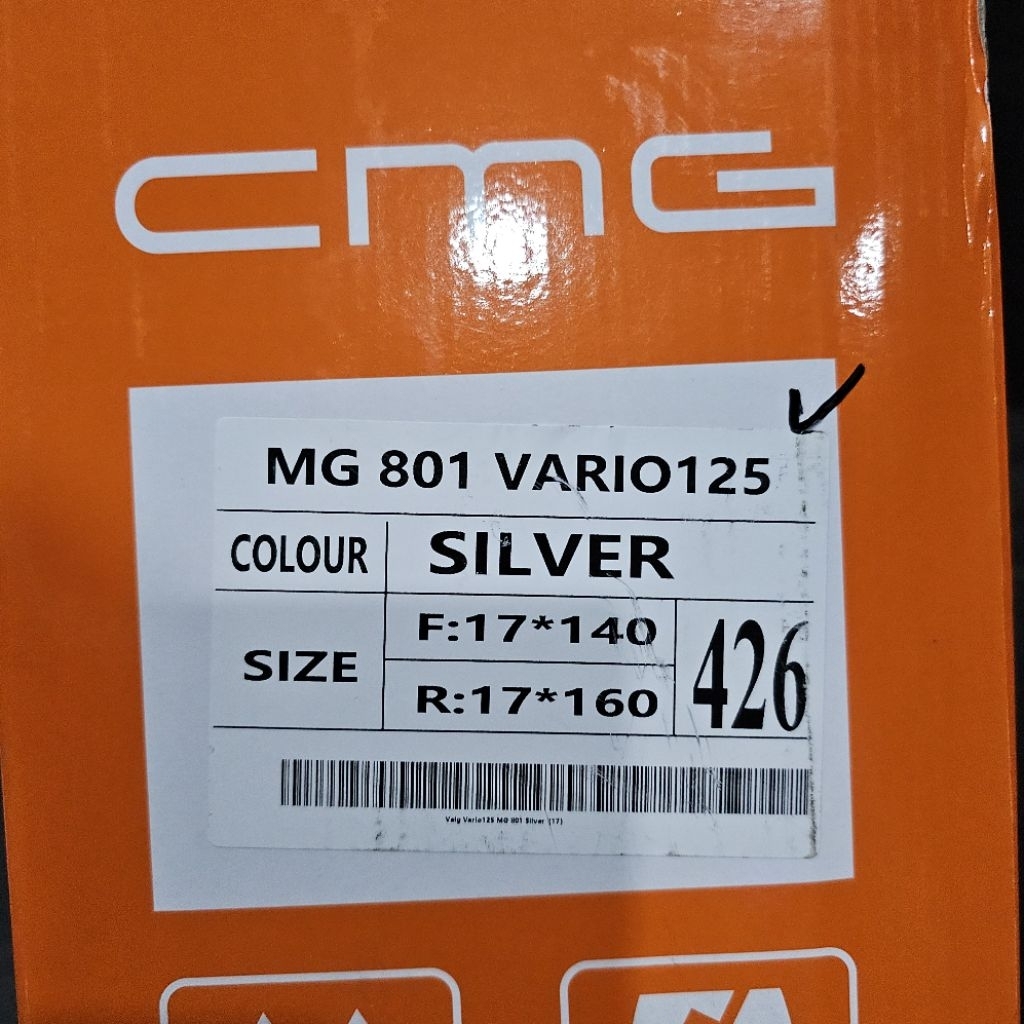 CMG
MG 801 VARIO125
COLOUR SILVER
SIZE F:17*140
R:17*160
426
Velg Vario125 MG 801 Silver (17)